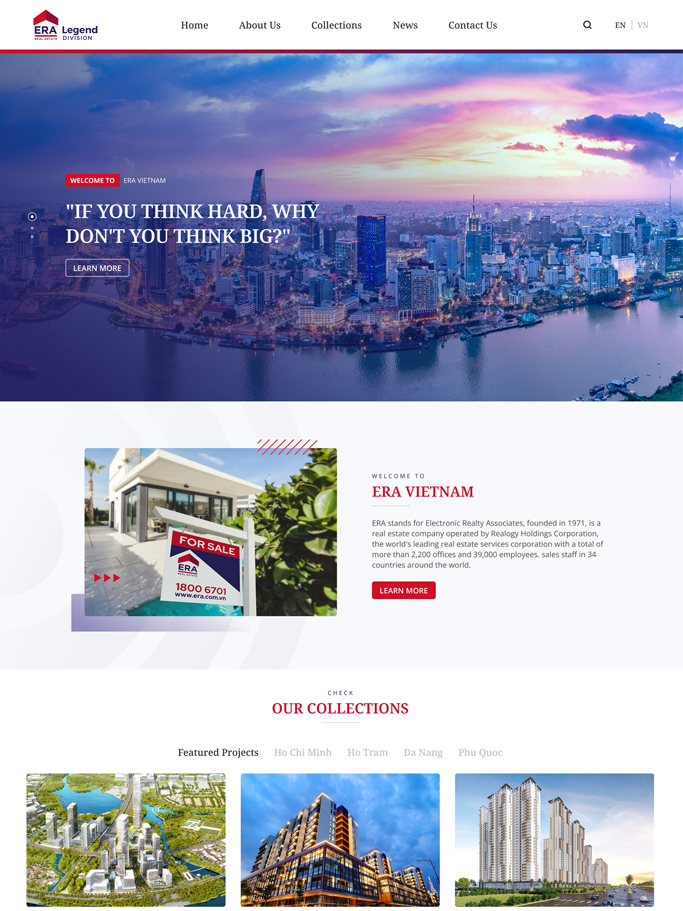 ERA Legend
REAL ESTATE DIVISION
Home About Us Collections News Contact Us EN VN
WELCOME TO ERA VIETNAM
"IF YOU THINK HARD, WHY
DON'T YOU THINK BIG?"
LEARN MORE
FOR SALE
ERA
REAL ESTATE
1800 6701
www.era.com.vn
WELCOME TO
ERA VIETNAM
ERA stands for Electronic Realty Associates, founded in 1971, is a
real estate company operated by Realogy Holdings Corporation,
the world's leading real estate services corporation with a total of
more than 2,200 offices and 39,000 employees. sales staff in 34
countries around the world.
LEARN MORE
CHECK
OUR COLLECTIONS
Featured Projects Ho Chi Minh Ho Tram Da Nang Phu Quoc